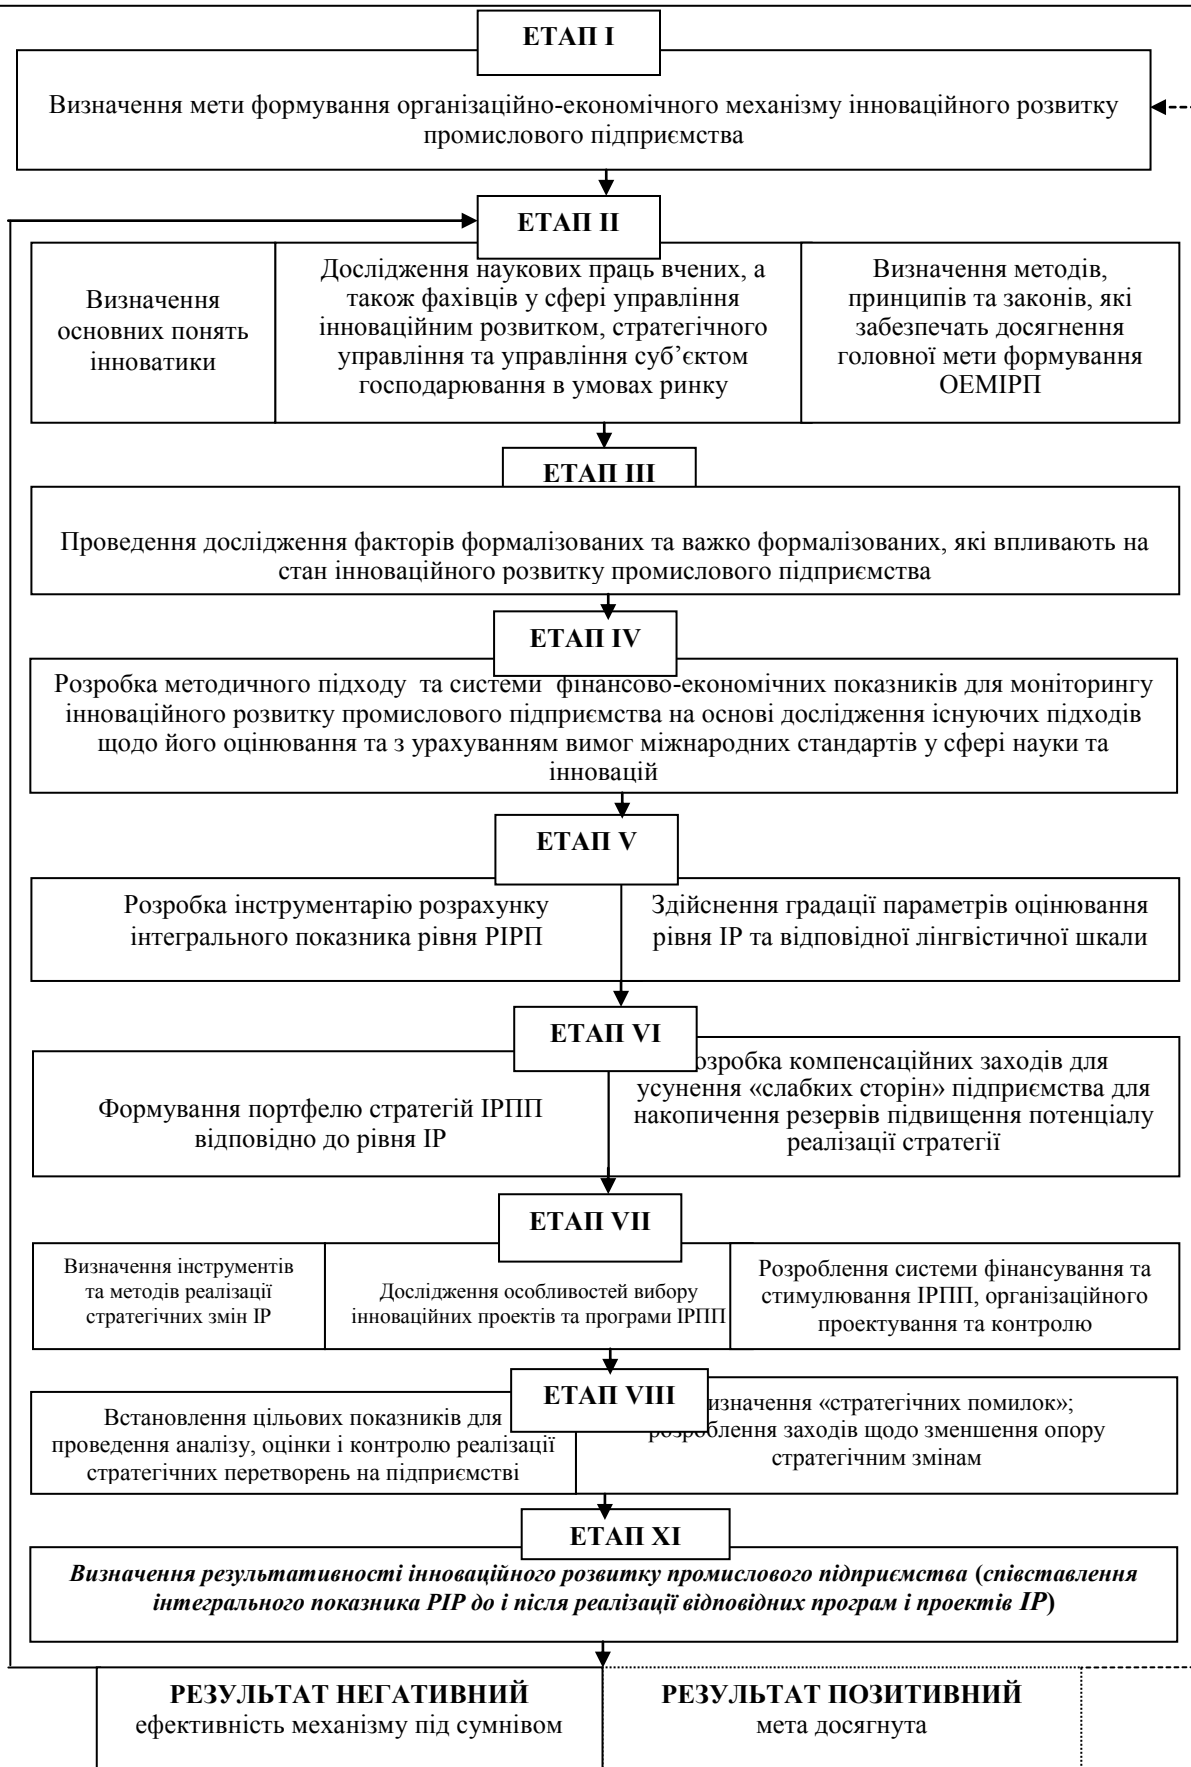 ЕТАП I
Визначення мети формування організаційно-економічного механізму інноваційного розвитку
промислового підприємства
ЕТАП II
Визначення
основних понять
інноватики
Дослідження наукових праць вчених, а
також фахівців у сфері управління
інноваційним розвитком, стратегічного
управління та управління суб’єктом
господарювання в умовах ринку
Визначення методів,
принципів та законів, які
забезпечать досягнення
головної мети формування
ОЕМІРП
ЕТАП III
Проведення дослідження факторів формалізованих та важко формалізованих, які впливають на
стан інноваційного розвитку промислового підприємства
ЕТАП IV
Розробка методичного підходу та системи фінансово-економічних показників для моніторингу
інноваційного розвитку промислового підприємства на основі дослідження існуючих підходів
щодо його оцінювання та з урахуванням вимог міжнародних стандартів у сфері науки та
інновацій
ЕТАП V
Розробка інструментарію розрахунку
інтегрального показника рівня РІРП
Здійснення градації параметрів оцінювання
рівня ІР та відповідної лінгвістичної шкали
ЕТАП VI
Формування портфелю стратегій ІРПП
відповідно до рівня ІР
озробка компенсаційних заходів для
усунення «слабких сторін» підприємства для
накопичення резервів підвищення потенціалу
реалізації стратегії
ЕТАП VII
Визначення інструментів
та методів реалізації
стратегічних змін ІР
Дослідження особливостей вибору
інноваційних проектів та програми ІРПП
Розроблення системи фінансування та
стимулювання ІРПП, організаційного
проектування та контролю
ЕТАП VIII
Встановлення цільових показників для
проведення аналізу, оцінки і контролю реалізації
стратегічних перетворень на підприємстві
изначення «стратегічних помилок»;
розроблення заходів щодо зменшення опору
стратегічним змінам
ЕТАП XI
Визначення результативності інноваційного розвитку промислового підприємства (співставлення
інтегрального показника РІР до і після реалізації відповідних програм і проектів ІР)
РЕЗУЛЬТАТ НЕГАТИВНИЙ
ефективність механізму під сумнівом
РЕЗУЛЬТАТ ПОЗИТИВНИЙ
мета досягнута